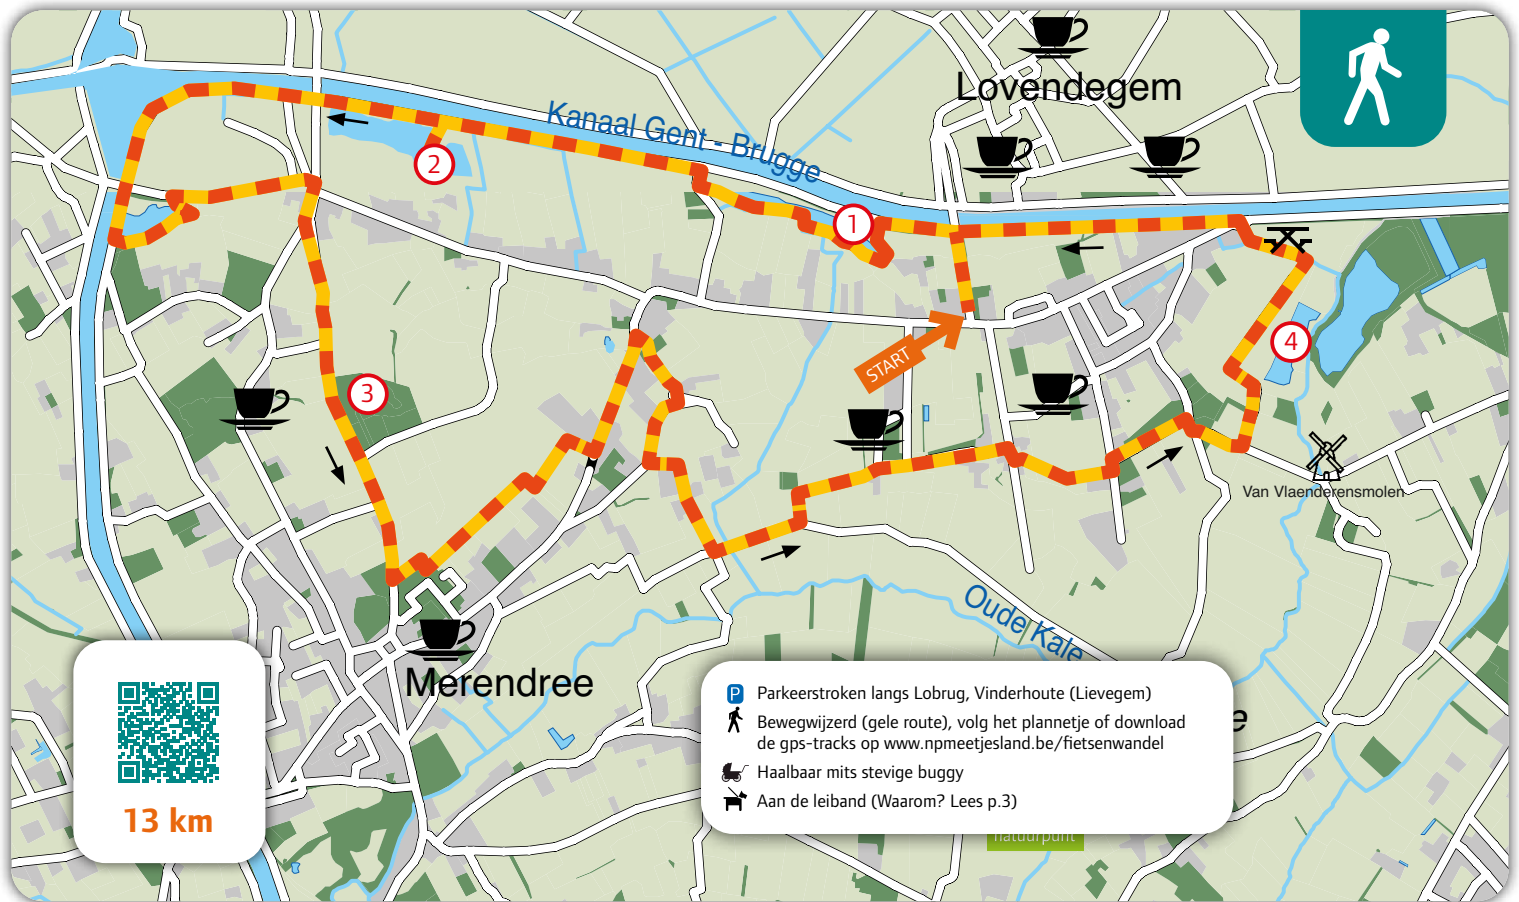 Lovendegem
Kanaal Gent - Brugge
2
1
START
4
3
Van Vlaenderensmolen
Oude Kale
Merendree
e
P
Parkeerstroken langs Lobrug, Vinderhoute (Lievegem)
Bewegwijzerd (gele route), volg het plannetje of download
de gps-tracks op www.npmeetjesland.be/fietsenwandel
Haalbaar mits stevige buggy
Aan de leiband (Waarom? Lees p.3)
natuurpunt
13 km